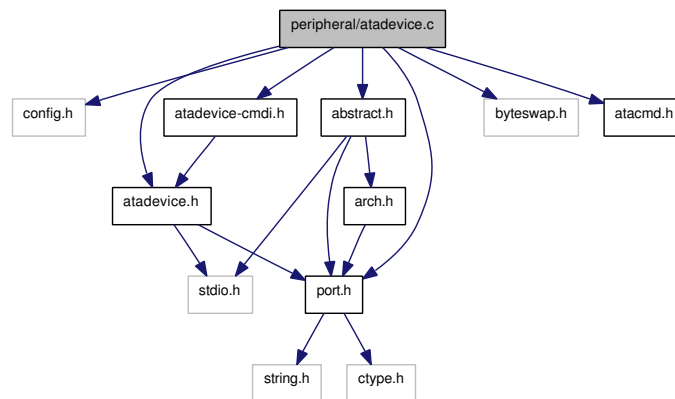 peripheral/atadevice.c
config.h
atadevice-cmdi.h
abstract.h
byteswap.h
atacmd.h
atadevice.h
arch.h
stdio.h
port.h
string.h
ctype.h